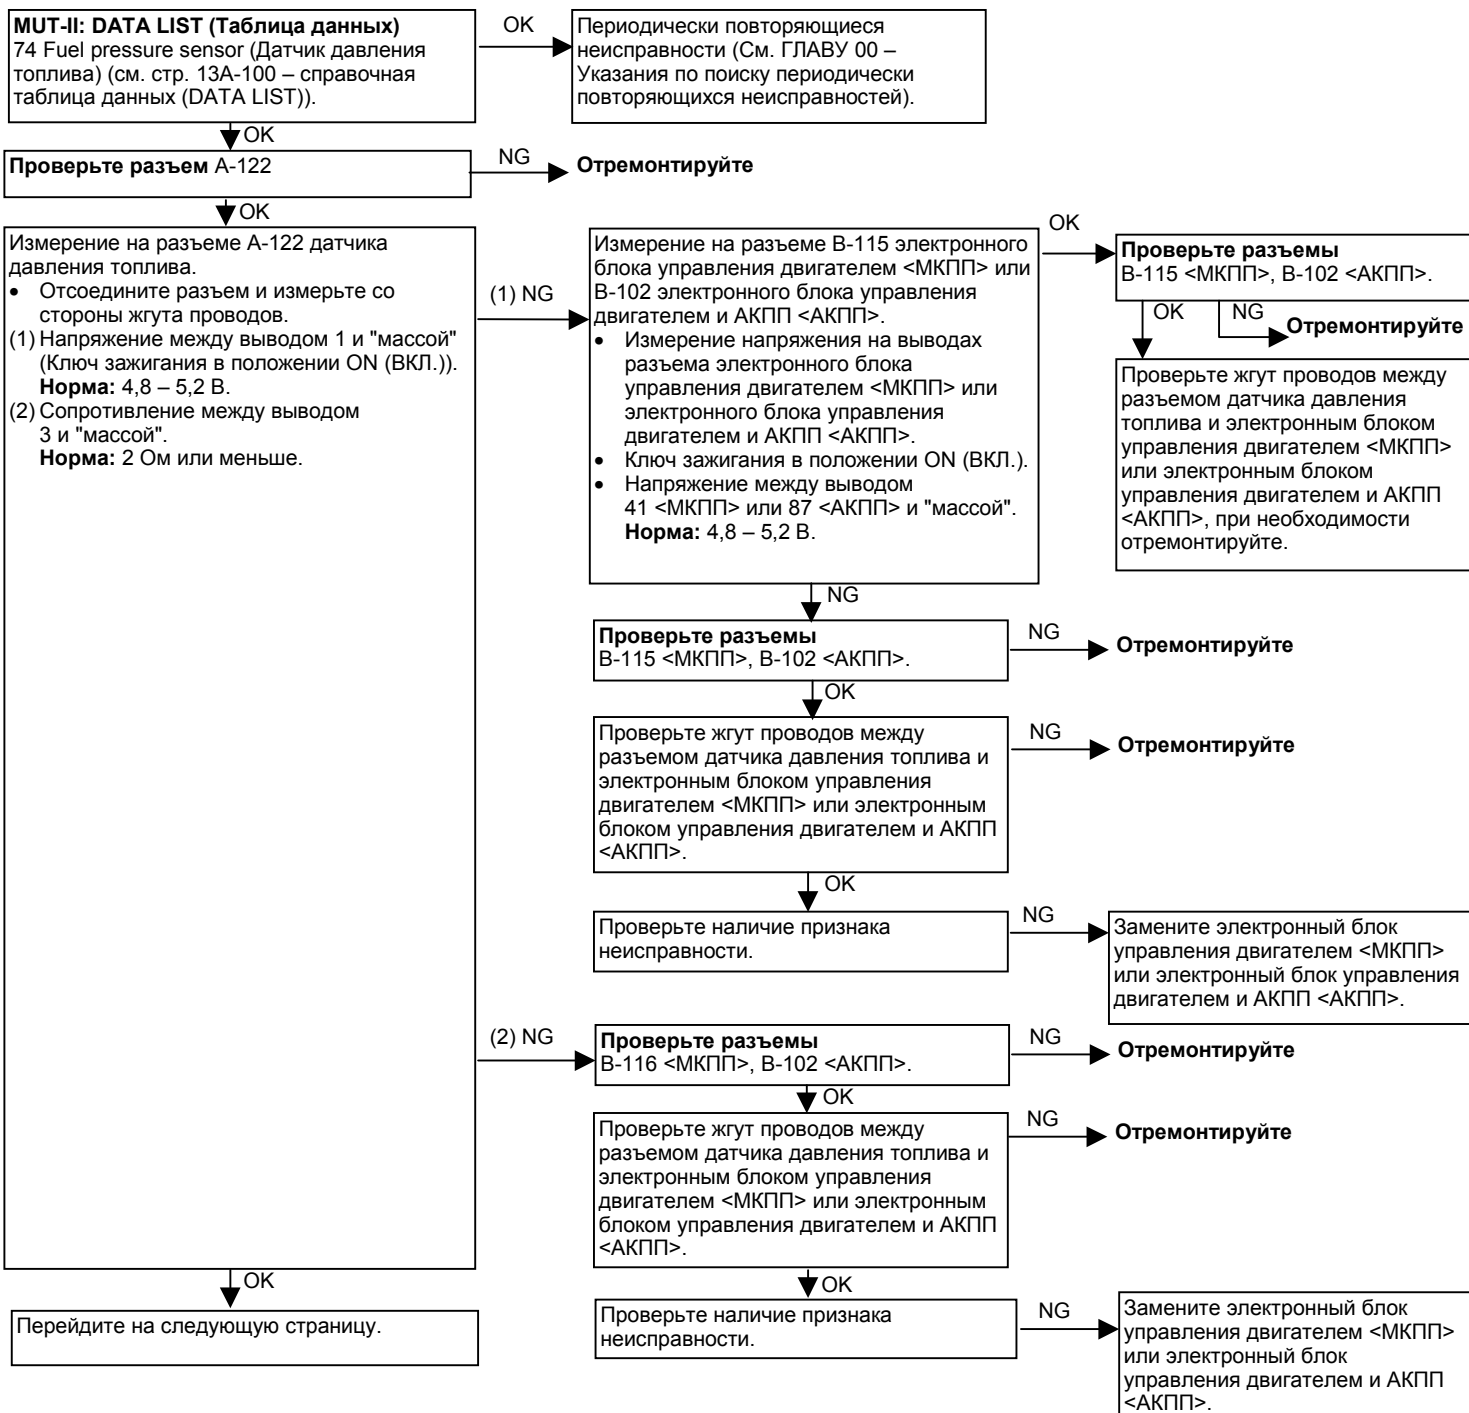 MUT-II: DATA LIST (Таблица данных)
74 Fuel pressure sensor (Датчик давления
топлива) (см. стр. 13A-100 – справочная
таблица данных (DATA LIST)).
OK
Периодически повторяющиеся
неисправности (См. ГЛАВУ 00 –
Указания по поиску периодически
повторяющихся неисправностей).
OK
Проверьте разъем А-122
NG
Отремонтируйте
OK
Измерение на разъеме А-122 датчика
давления топлива.
• Отсоедините разъем и измерьте со
стороны жгута проводов.
(1) Напряжение между выводом 1 и "массой"
(Ключ зажигания в положении ON (ВКЛ.)).
Норма: 4,8 – 5,2 В.
(2) Сопротивление между выводом
3 и "массой".
Норма: 2 Ом или меньше.
(1) NG
Измерение на разъеме В-115 электронного
блока управления двигателем <МКПП> или
В-102 электронного блока управления
двигателем и АКПП <АКПП>.
• Измерение напряжения на выводах
разъема электронного блока
управления двигателем <МКПП> или
электронного блока управления
двигателем и АКПП <АКПП>.
• Ключ зажигания в положении ON (ВКЛ.).
• Напряжение между выводом
41 <МКПП> или 87 <АКПП> и "массой".
Норма: 4,8 – 5,2 В.
OK
Проверьте разъемы
В-115 <МКПП>, В-102 <АКПП>.
OK
NG
Отремонтируйте
Проверьте жгут проводов между
разъемом датчика давления
топлива и электронным блоком
управления двигателем <МКПП>
или электронным блоком
управления двигателем и АКПП
<АКПП>, при необходимости
отремонтируйте.
NG
Проверьте разъемы
В-115 <МКПП>, В-102 <АКПП>.
NG
Отремонтируйте
OK
Проверьте жгут проводов между
разъемом датчика давления топлива и
электронным блоком управления
двигателем <МКПП> или электронным
блоком управления двигателем и АКПП
<АКПП>.
NG
Отремонтируйте
OK
Проверьте наличие признака
неисправности.
NG
Замените электронный блок
управления двигателем <МКПП>
или электронный блок управления
двигателем и АКПП <АКПП>.
(2) NG
Проверьте разъемы
В-116 <МКПП>, В-102 <АКПП>.
NG
Отремонтируйте
OK
Проверьте жгут проводов между
разъемом датчика давления топлива и
электронным блоком управления
двигателем <МКПП> или электронным
блоком управления двигателем и АКПП
<АКПП>.
NG
Отремонтируйте
OK
Проверьте наличие признака
неисправности.
NG
Замените электронный блок
управления двигателем <МКПП>
или электронный блок
управления двигателем и АКПП
<АКПП>.
OK
Перейдите на следующую страницу.